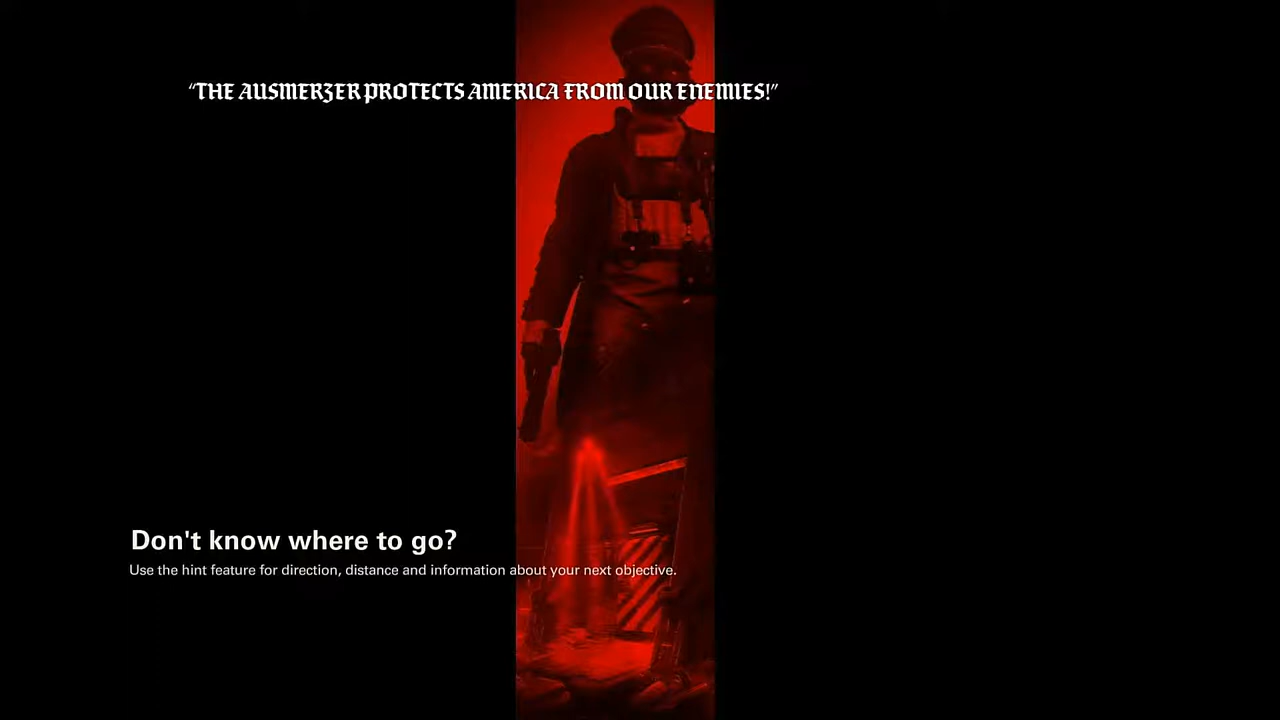 “THE AUSMERZER PROTECTS AMERICA FROM OUR ENEMIES!”
Don't know where to go?
Use the hint feature for direction, distance and information about your next objective.